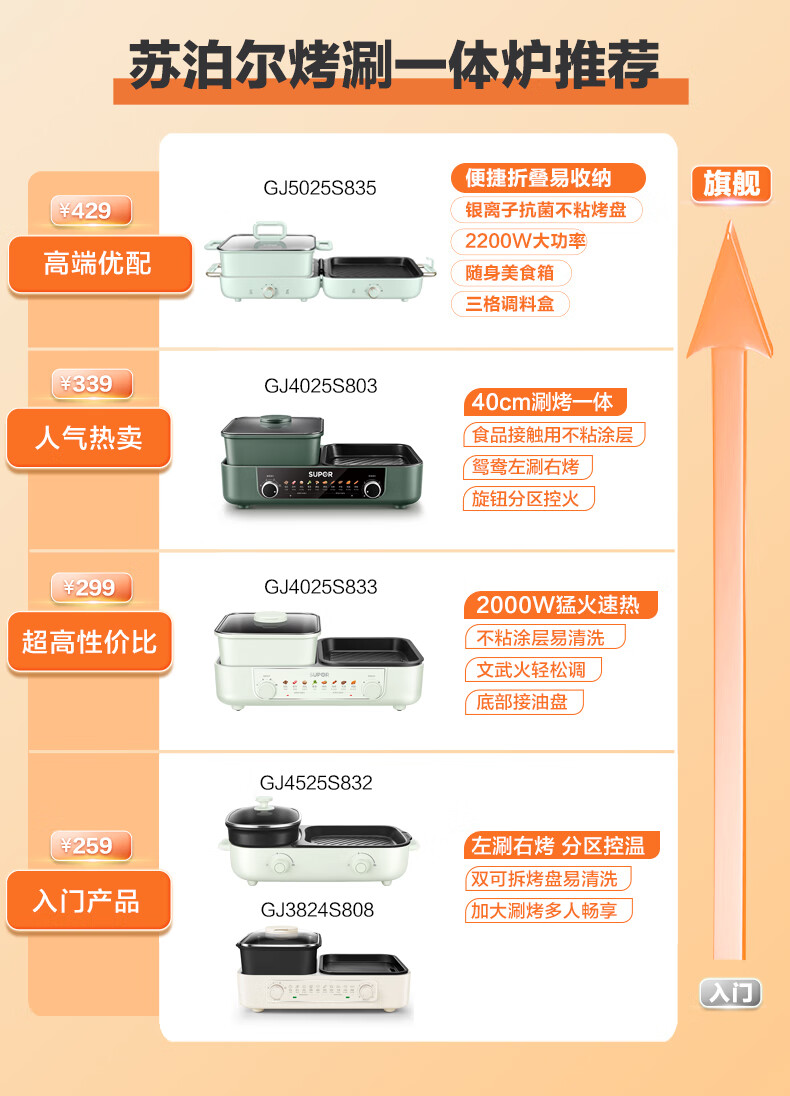 苏泊尔烤涮一体炉推荐
旗舰
¥429
高端优配
GJ5025S835
便捷折叠易收纳
银离子抗菌不粘烤盘
2200W大功率
随身美食箱
三格调料盒
¥339
人气热卖
GJ4025S803
SUPOR
40cm涮烤一体
食品接触用不粘涂层
鸳鸯左涮右烤
旋钮分区控火
¥299
超高性价比
GJ4025S833
SUPOR
2000W猛火速热
不粘涂层易清洗
文武火轻松调
底部接油盘
¥259
入门产品
GJ4525S832
GJ3824S808
左涮右烤 分区控温
双可拆烤盘易清洗
加大涮烤多人畅享
入门